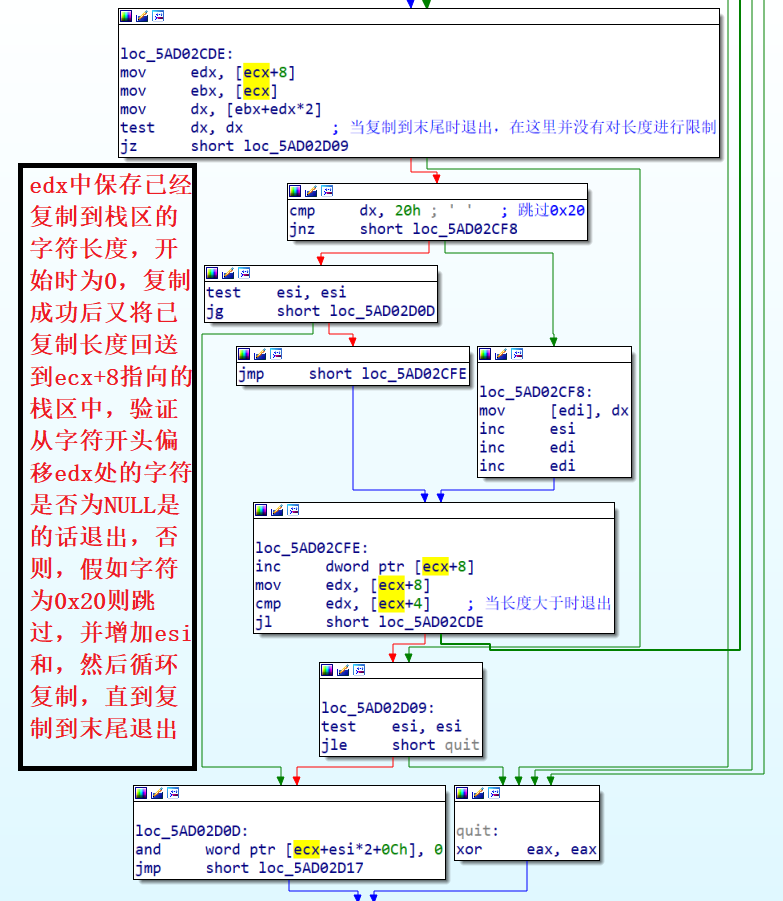 loc_5AD02CDE:
mov edx, [ecx+8]
mov ebx, [ecx]
mov dx, [ebx+edx*2]
test dx, dx ; 当复制到末尾时退出，在这里并没有对长度进行限制
jz short loc_5AD02D09
edx中保存已经
复制到栈区的
字符长度，开
始时为0，复制
成功后又将已
复制长度回送
到ecx+8指向的
栈区中，验证
从字符开头偏
移edx处的字符
是否为NULL是
的话退出，否
则，假如字符
为0x20则跳
过，并增加esi
和，然后循环
复制，直到复
制到末尾退出
cmp dx, 20h ; ' ' ; 跳过0x20
jnz short loc_5AD02CF8
test esi, esi
jg short loc_5AD02D0D
jmp short loc_5AD02CFE
loc_5AD02CF8:
mov [edi], dx
inc esi
inc edi
inc edi
loc_5AD02CFE:
inc dword ptr [ecx+8]
mov edx, [ecx+8]
cmp edx, [ecx+4] ; 当长度大于时退出
jl short loc_5AD02CDE
loc_5AD02D09:
test esi, esi
jle short quit
loc_5AD02D0D:
and word ptr [ecx+esi*2+0Ch], 0
jmp short loc_5AD02D17
quit:
xor eax, eax